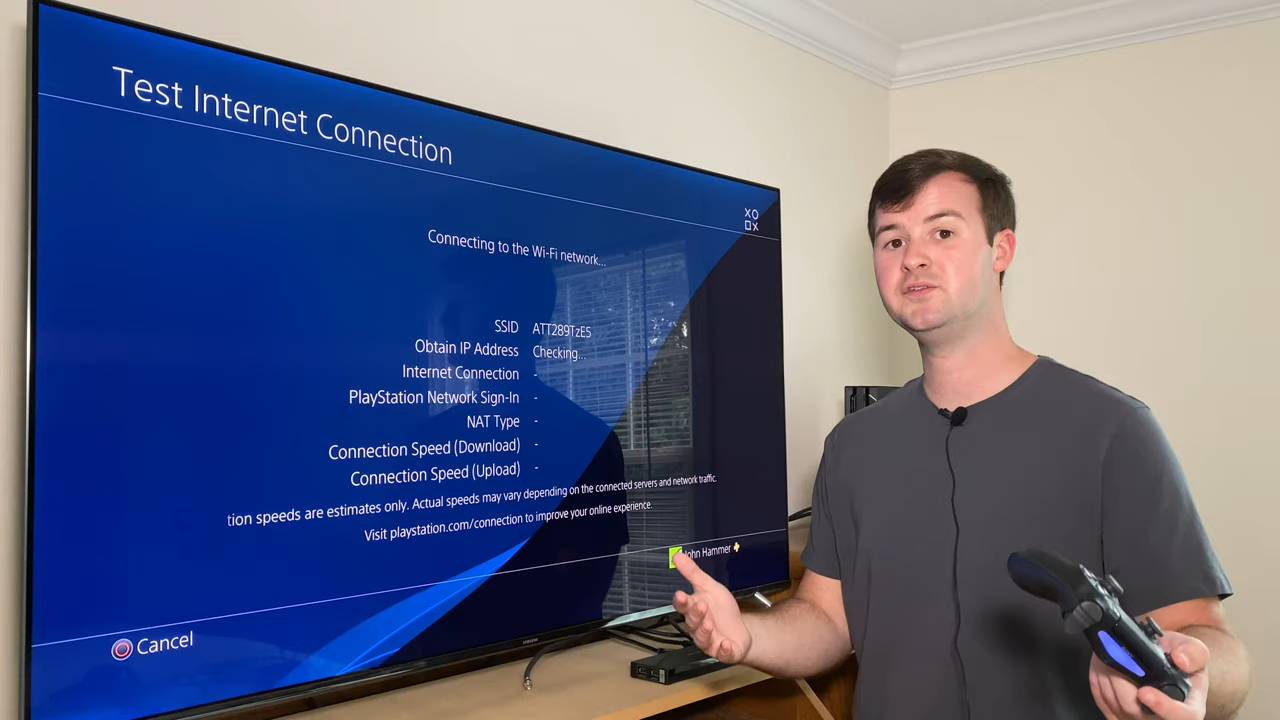 Test Internet Connection
Connecting to the Wi-Fi network...
SSID ATT289TzE5
Obtain IP Address Checking...
Internet Connection -
PlayStation Network Sign-In -
NAT Type -
Connection Speed (Download) -
Connection Speed (Upload) -
tion speeds are estimates only. Actual speeds may vary depending on the connected servers and network traffic.
Visit playstation.com/connection to improve your online experience.
John Hammer
Cancel
SAMSUNG